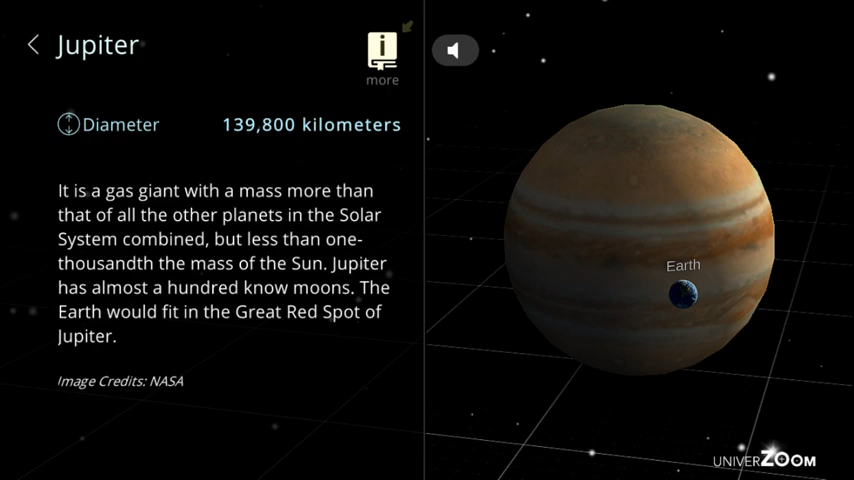 Jupiter
more
Diameter
139,800 kilometers
It is a gas giant with a mass more than
that of all the other planets in the Solar
System combined, but less than one-
thousandth the mass of the Sun. Jupiter
has almost a hundred know moons. The
Earth would fit in the Great Red Spot of
Jupiter.
Image Credits: NASA
Earth
UNIVERZOOM